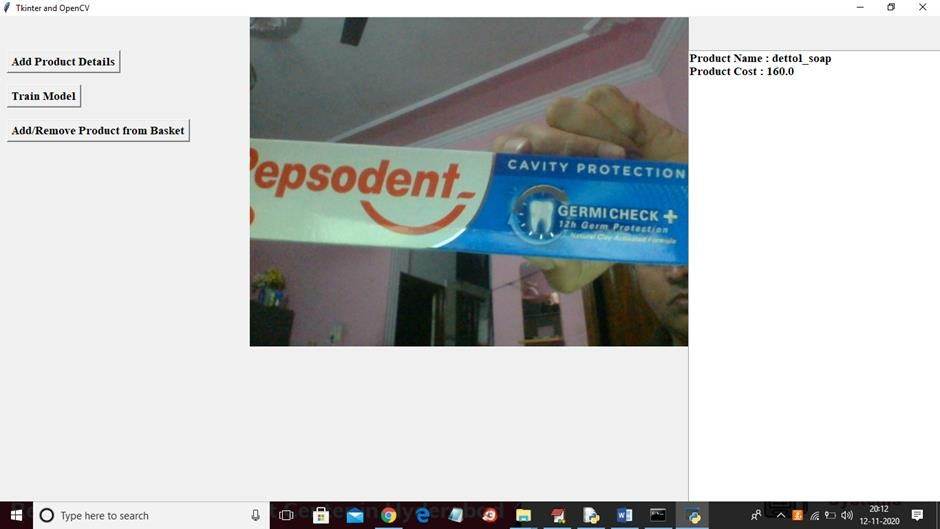 Tkinter and OpenCV
Add Product Details
Train Model
Add/Remove Product from Basket
Pepsodent
CAVITY PROTECTION
GERMICHECK+
12h Germ Protection
Natural Clay Activated Formula
Product Name : dettol_soap
Product Cost : 160.0
Type here to search
20:12
12-11-2020